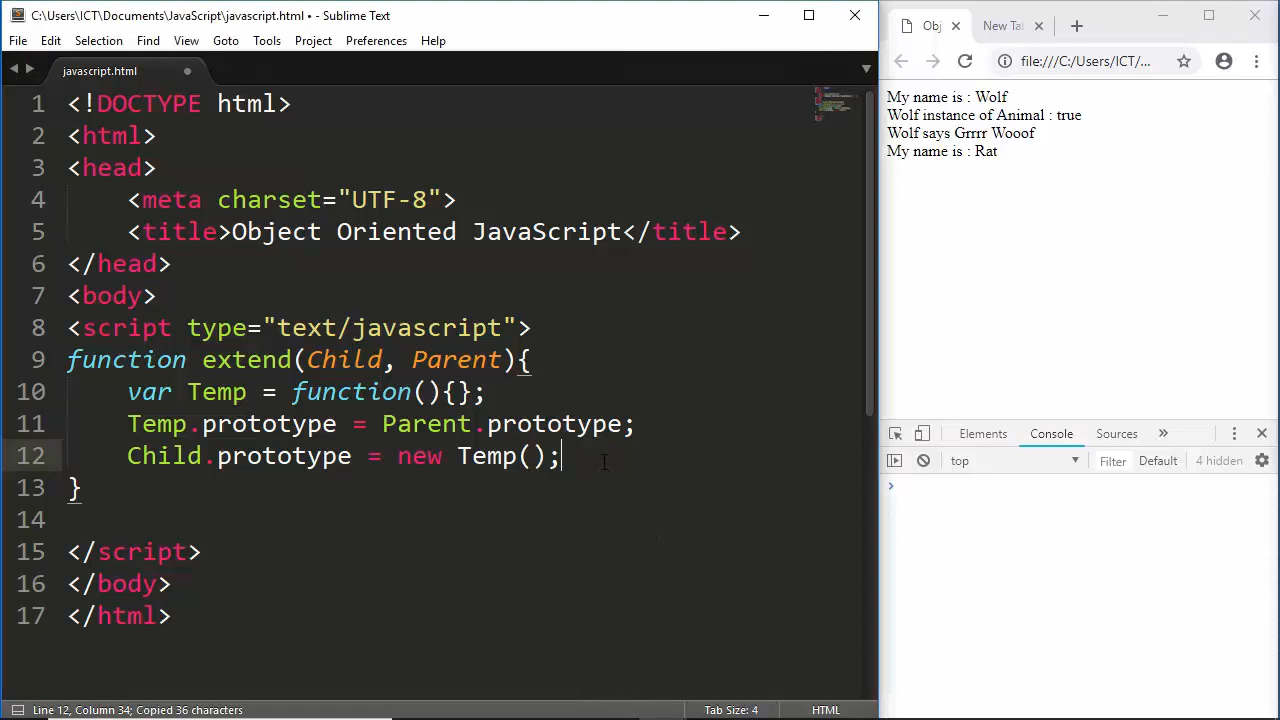 C:\Users\ICT\Documents\JavaScript\javascript.html • - Sublime Text
File Edit Selection Find View Goto Tools Project Preferences Help
javascript.html
1 <!DOCTYPE html>
2 <html>
3 <head>
4 <meta charset="UTF-8">
5 <title>Object Oriented JavaScript</title>
6 </head>
7 <body>
8 <script type="text/javascript">
9 function extend(Child, Parent){
10 var Temp = function(){};
11 Temp.prototype = Parent.prototype;
12 Child.prototype = new Temp();
13 }
14
15 </script>
16 </body>
17 </html>
Line 12, Column 34; Copied 36 characters Tab Size: 4 HTML
Obj New Tal
file:///C:/Users/ICT/...
My name is : Wolf
Wolf instance of Animal : true
Wolf says Grrrr Wooof
My name is : Rat
Elements Console Sources »
top Filter Default 4 hidden